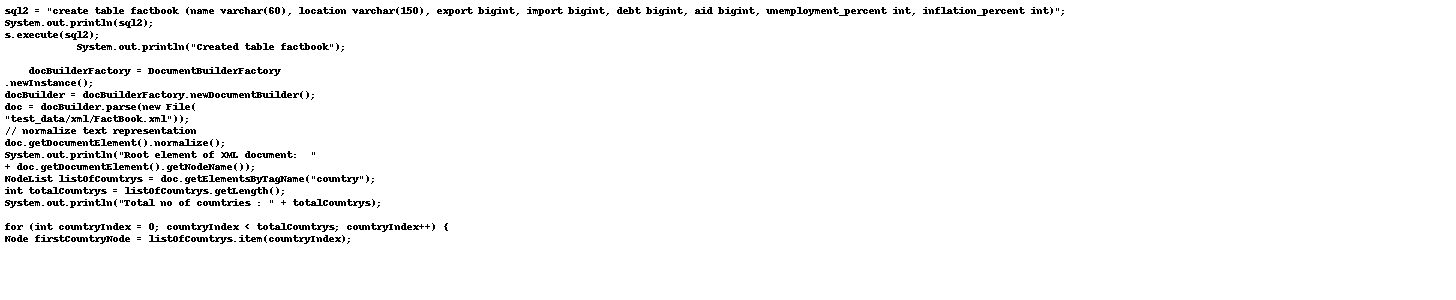 sql2 = "create table factbook (name varchar(60), location varchar(150), export bigint, import bigint, debt bigint, aid bigint, unemployment_percent int, inflation_percent int)";
System.out.println(sql2);
s.execute(sql2);
System.out.println("Created table factbook");
docBuilderFactory = DocumentBuilderFactory
.newInstance();
docBuilder = docBuilderFactory.newDocumentBuilder();
doc = docBuilder.parse(new File(
"test_data/xml/FactBook.xml"));
// normalize text representation
doc.getDocumentElement().normalize();
System.out.println("Root element of XML document:  "
+ doc.getDocumentElement().getNodeName());
NodeList listOfCountrys = doc.getElementsByTagName("country");
int totalCountrys = listOfCountrys.getLength();
System.out.println("Total no of countries : " + totalCountrys);
for (int countryIndex = 0; countryIndex < totalCountrys; countryIndex++) {
Node firstCountryNode = listOfCountrys.item(countryIndex);